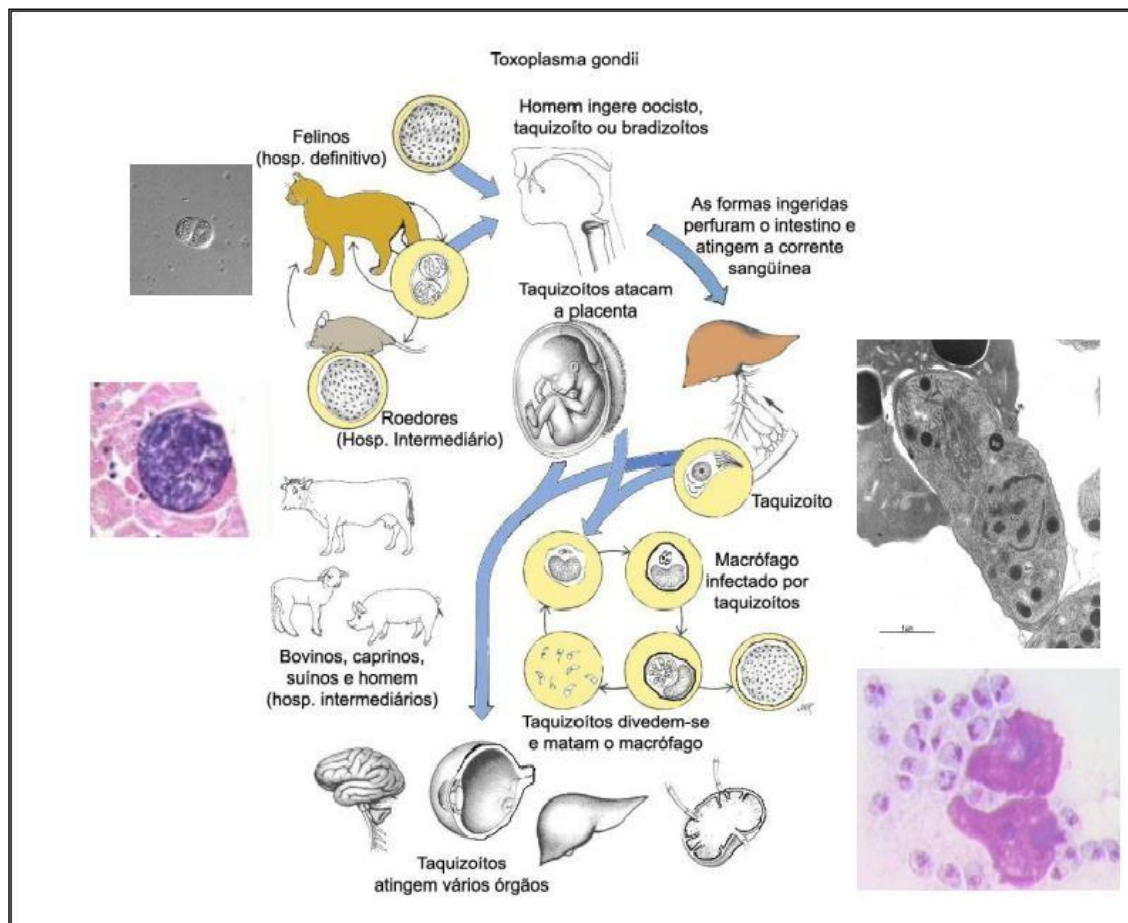 Toxoplasma gondii
Homem ingere oocisto,
taquizoíto ou bradizoítos
Felinos
(hosp. definitivo)
As formas ingeridas
perfuram o intestino e
atingem a corrente
sangüínea
Taquizoítos atacam
a placenta
Roedores
(Hosp. Intermediário)
Taquizoíto
Macrófago
infectado por
taquizoítos
Bovinos, caprinos,
suínos e homem
(hosp. intermediários)
Taquizoítos divedem-se
e matam o macrófago
Taquizoítos
atingem vários órgãos